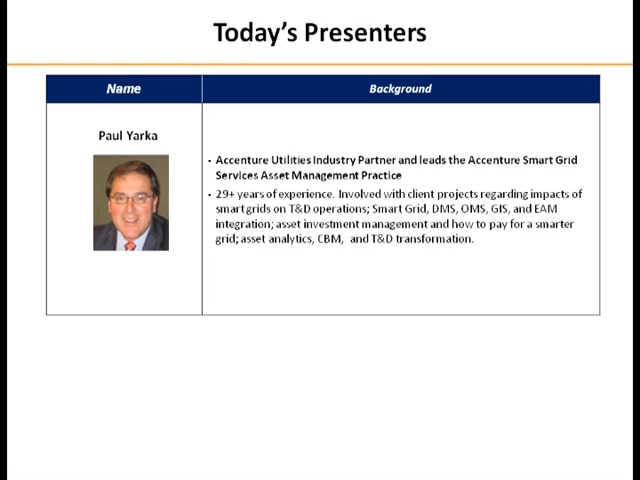 Today's Presenters
Name
Background
Paul Yarka
• Accenture Utilities Industry Partner and leads the Accenture Smart Grid
Services Asset Management Practice
• 29+ years of experience. Involved with client projects regarding impacts of
smart grids on T&D operations; Smart Grid, DMS, OMS, GIS, and EAM
integration; asset investment management and how to pay for a smarter
grid; asset analytics, CBM, and T&D transformation.